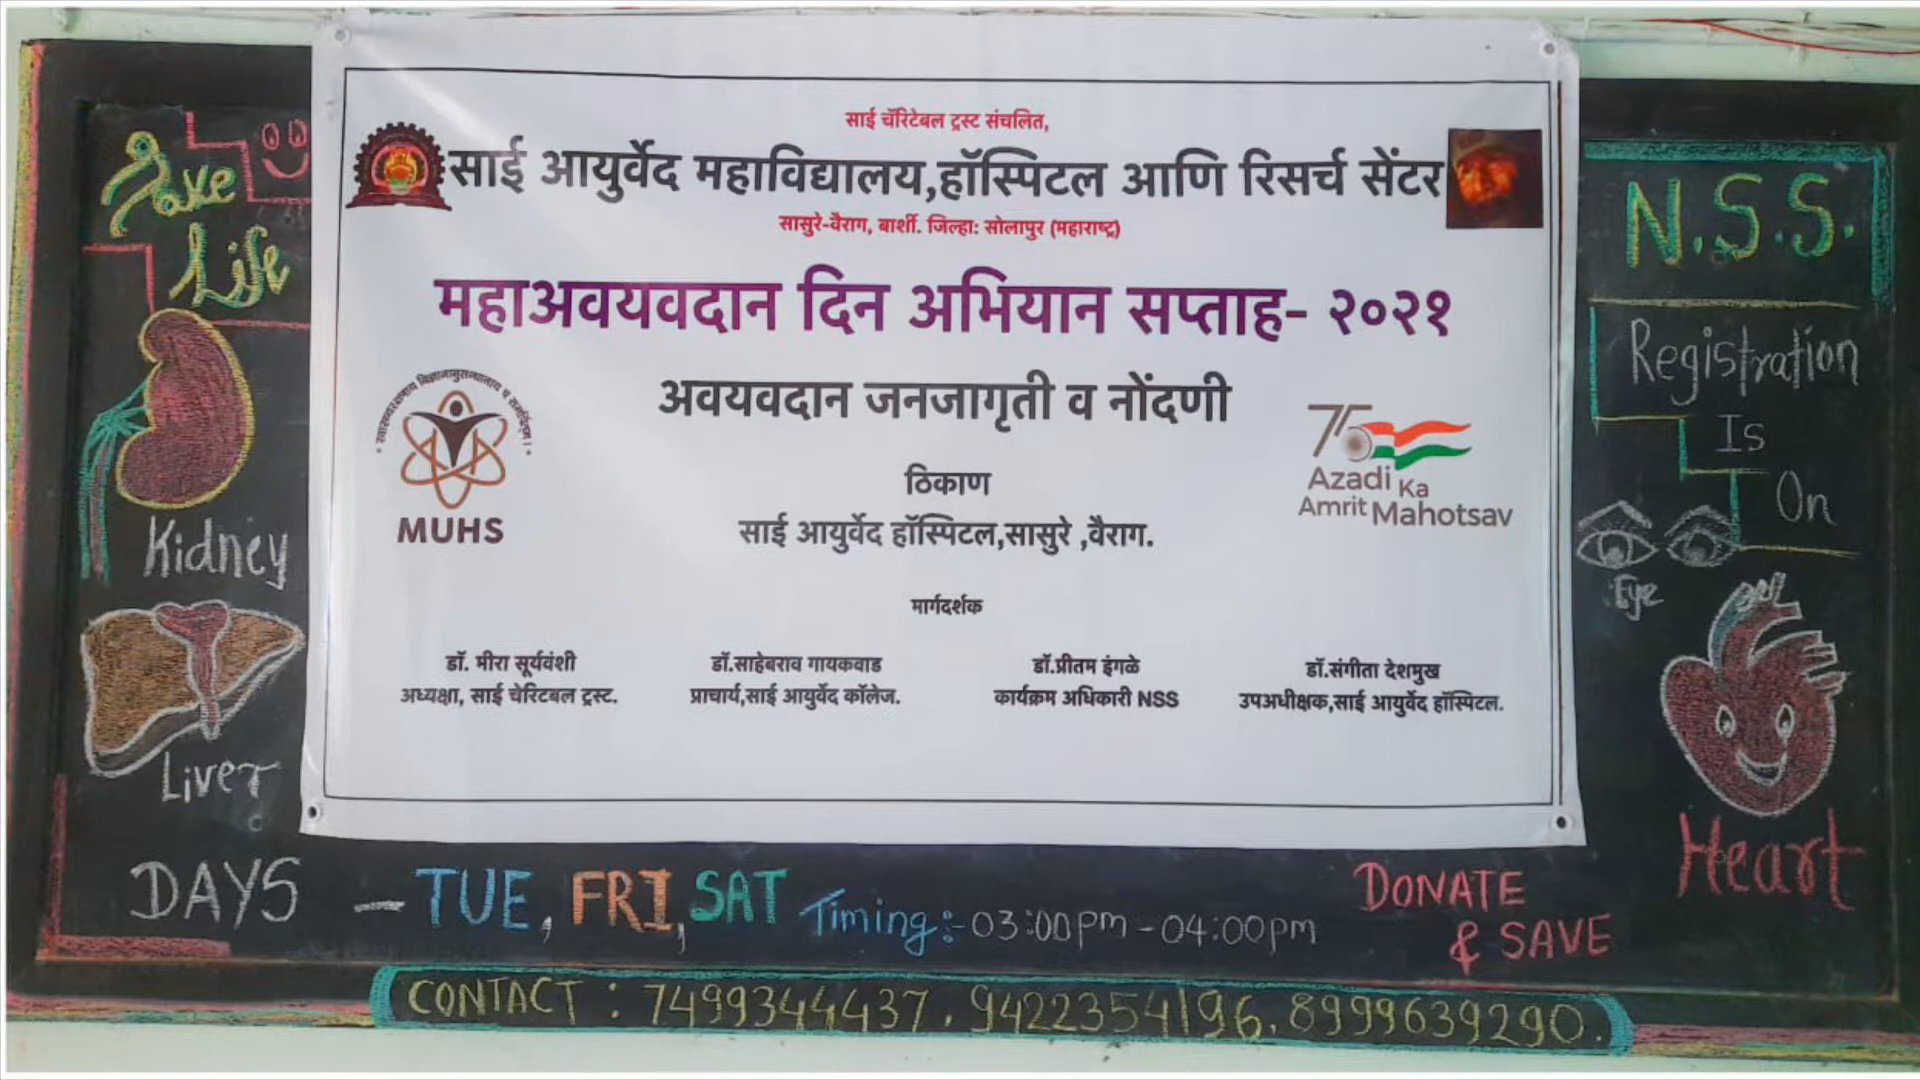 साई चॅरिटेबल ट्रस्ट संचलित,
साई आयुर्वेद महाविद्यालय,हॉस्पिटल आणि रिसर्च सेंटर
सासुरे-वैराग, बार्शी. जिल्हा: सोलापूर (महाराष्ट्र)
महाअवयवदान दिन अभियान सप्ताह- २०२१
अवयवदान जनजागृती व नोंदणी
ठिकाण
साई आयुर्वेद हॉस्पिटल,सासुरे ,वैराग.
MUHS
75
Azadi Ka
Amrit Mahotsav
मार्गदर्शक
डॉ. मीरा सूर्यवंशी
अध्यक्षा, साई चेरिटबल ट्रस्ट.
डॉ.साहेबराव गायकवाड
प्राचार्य,साई आयुर्वेद कॉलेज.
डॉ.प्रीतम इंगळे
कार्यक्रम अधिकारी NSS
डॉ.संगीता देशमुख
उपअधीक्षक,साई आयुर्वेद हॉस्पिटल.
Save
Life
Kidney
Liver
N.S.S.
Registration
Is
On
Eye
Heart
DAYS - TUE, FRI, SAT Timing:-03:00pm-04:00pm
DONATE
& SAVE
CONTACT : 7499344437. 9422354196. 8999639290.